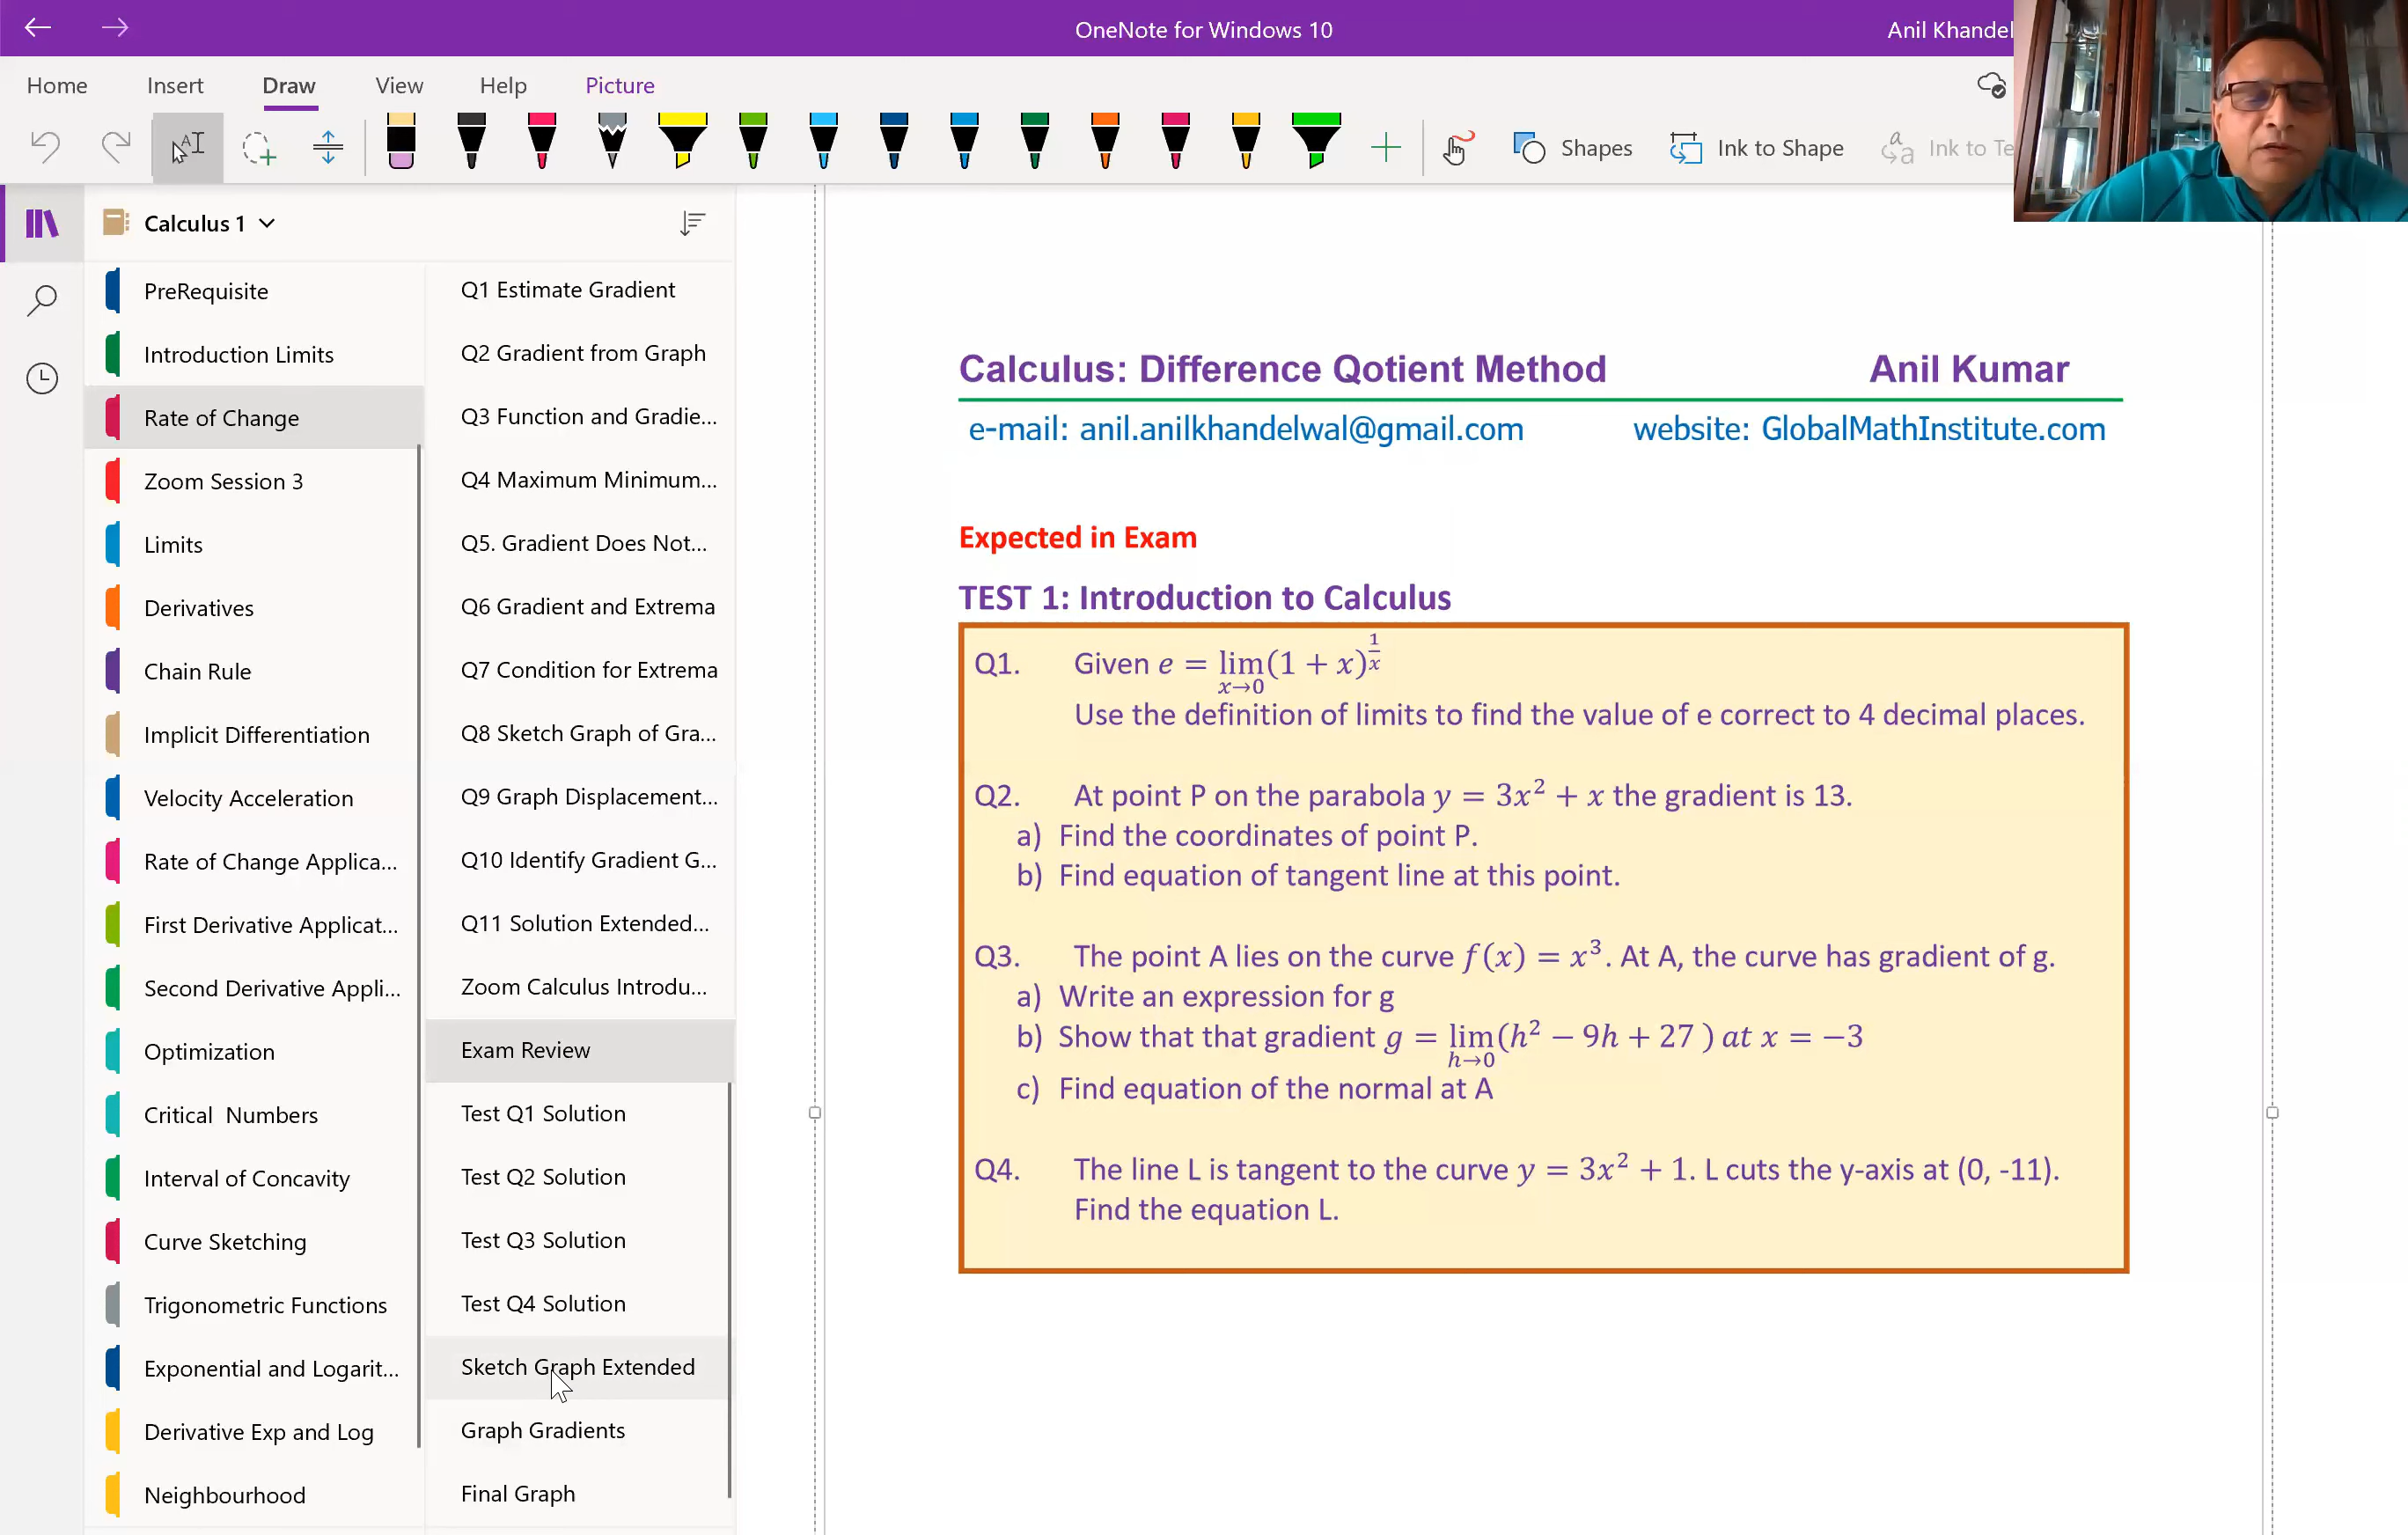 OneNote for Windows 10
Anil Khandel
Home Insert Draw View Help Picture
Shapes Ink to Shape Ink to Te
Calculus 1
PreRequisite
Introduction Limits
Rate of Change
Zoom Session 3
Limits
Derivatives
Chain Rule
Implicit Differentiation
Velocity Acceleration
Rate of Change Applica...
First Derivative Applicat...
Second Derivative Appli...
Optimization
Critical Numbers
Interval of Concavity
Curve Sketching
Trigonometric Functions
Exponential and Logarit...
Derivative Exp and Log
Neighbourhood
Q1 Estimate Gradient
Q2 Gradient from Graph
Q3 Function and Gradie...
Q4 Maximum Minimum...
Q5. Gradient Does Not...
Q6 Gradient and Extrema
Q7 Condition for Extrema
Q8 Sketch Graph of Gra...
Q9 Graph Displacement...
Q10 Identify Gradient G...
Q11 Solution Extended...
Zoom Calculus Introdu...
Exam Review
Test Q1 Solution
Test Q2 Solution
Test Q3 Solution
Test Q4 Solution
Sketch Graph Extended
Graph Gradients
Final Graph
Calculus: Difference Qotient Method Anil Kumar
e-mail: anil.anilkhandelwal@gmail.com website: GlobalMathInstitute.com
Expected in Exam
TEST 1: Introduction to Calculus
Q1. Given e = lim x→0 (1 + x)^(1/x)
Use the definition of limits to find the value of e correct to 4 decimal places.
Q2. At point P on the parabola y = 3x² + x the gradient is 13.
a) Find the coordinates of point P.
b) Find equation of tangent line at this point.
Q3. The point A lies on the curve f(x) = x³. At A, the curve has gradient of g.
a) Write an expression for g
b) Show that that gradient g = lim h→0 (h² − 9h + 27 ) at x = −3
c) Find equation of the normal at A
Q4. The line L is tangent to the curve y = 3x² + 1. L cuts the y-axis at (0, -11).
Find the equation L.